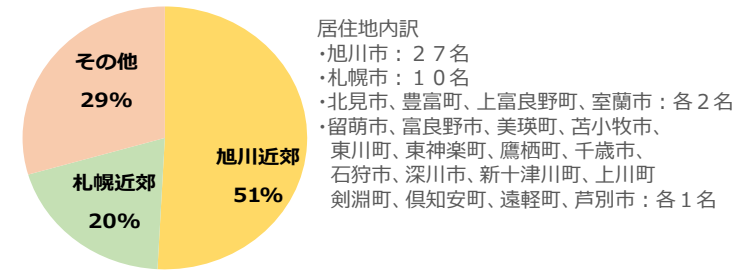 その他
29%
札幌近郊
20%
旭川近郊
51%
居住地内訳
・旭川市：２７名
・札幌市：１０名
・北見市、豊富町、上富良野町、室蘭市：各２名
・留萌市、富良野市、美瑛町、苫小牧市、
東川町、東神楽町、鷹栖町、千歳市、
石狩市、深川市、新十津川町、上川町
剣淵町、倶知安町、遠軽町、芦別市：各１名